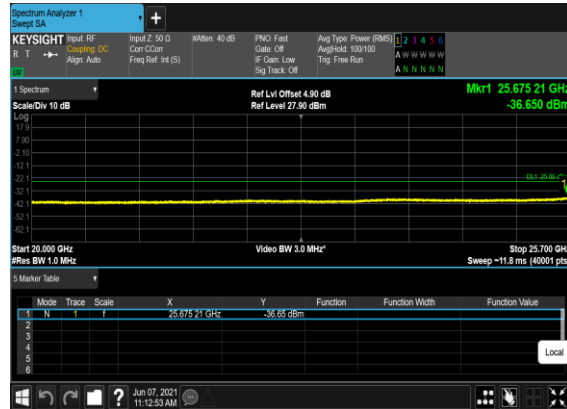 Spectrum Analyzer 1
Swept SA
+
KEYSIGHT Input: RF Input Z: 50 Ω #Atten: 40 dB PNO: Fast Avg Type: Power (RMS) 1 2 3 4 5 6
R T Coupling: DC Corr CCorr Gate: Off Avg|Hold: 100/100 A W W W W W
Align: Auto Freq Ref: Int (S) IF Gain: Low Trig: Free Run
Sig Track: Off A N N N N N
1 Spectrum Ref Lvl Offset 4.90 dB Mkr1 25.675 21 GHz
Scale/Div 10 dB Ref Level 27.90 dBm -36.650 dBm
Log
17.9
7.90
-2.10
-12.1
-22.1 DL1 -25.00
-32.1 1
-42.1
-52.1
-62.1
Start 20.000 GHz Video BW 3.0 MHz* Stop 25.700 GHz
#Res BW 1.0 MHz Sweep ~11.8 ms (40001 pts
5 Marker Table
Mode Trace Scale X Y Function Function Width Function Value
1 N 1 f 25.675 21 GHz -36.65 dBm
2
3
4
5
6
Local
? Jun 07, 2021
11:12:53 AM